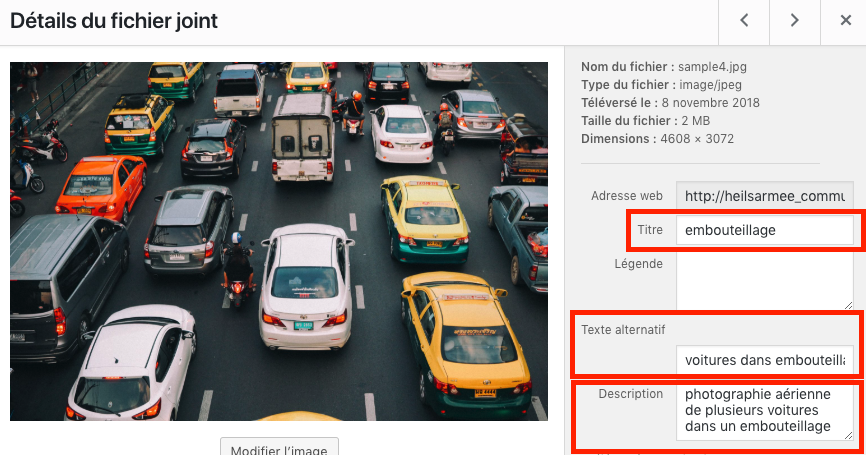 Détails du fichier joint
Nom du fichier : sample4.jpg
Type du fichier : image/jpeg
Téléversé le : 8 novembre 2018
Taille du fichier : 2 MB
Dimensions : 4608 × 3072
Adresse web http://heilsarmee_commu
Titre embouteillage
Légende
Texte alternatif
voitures dans embouteilla
Description photographie aérienne
de plusieurs voitures
dans un embouteillage
Modifier l’image